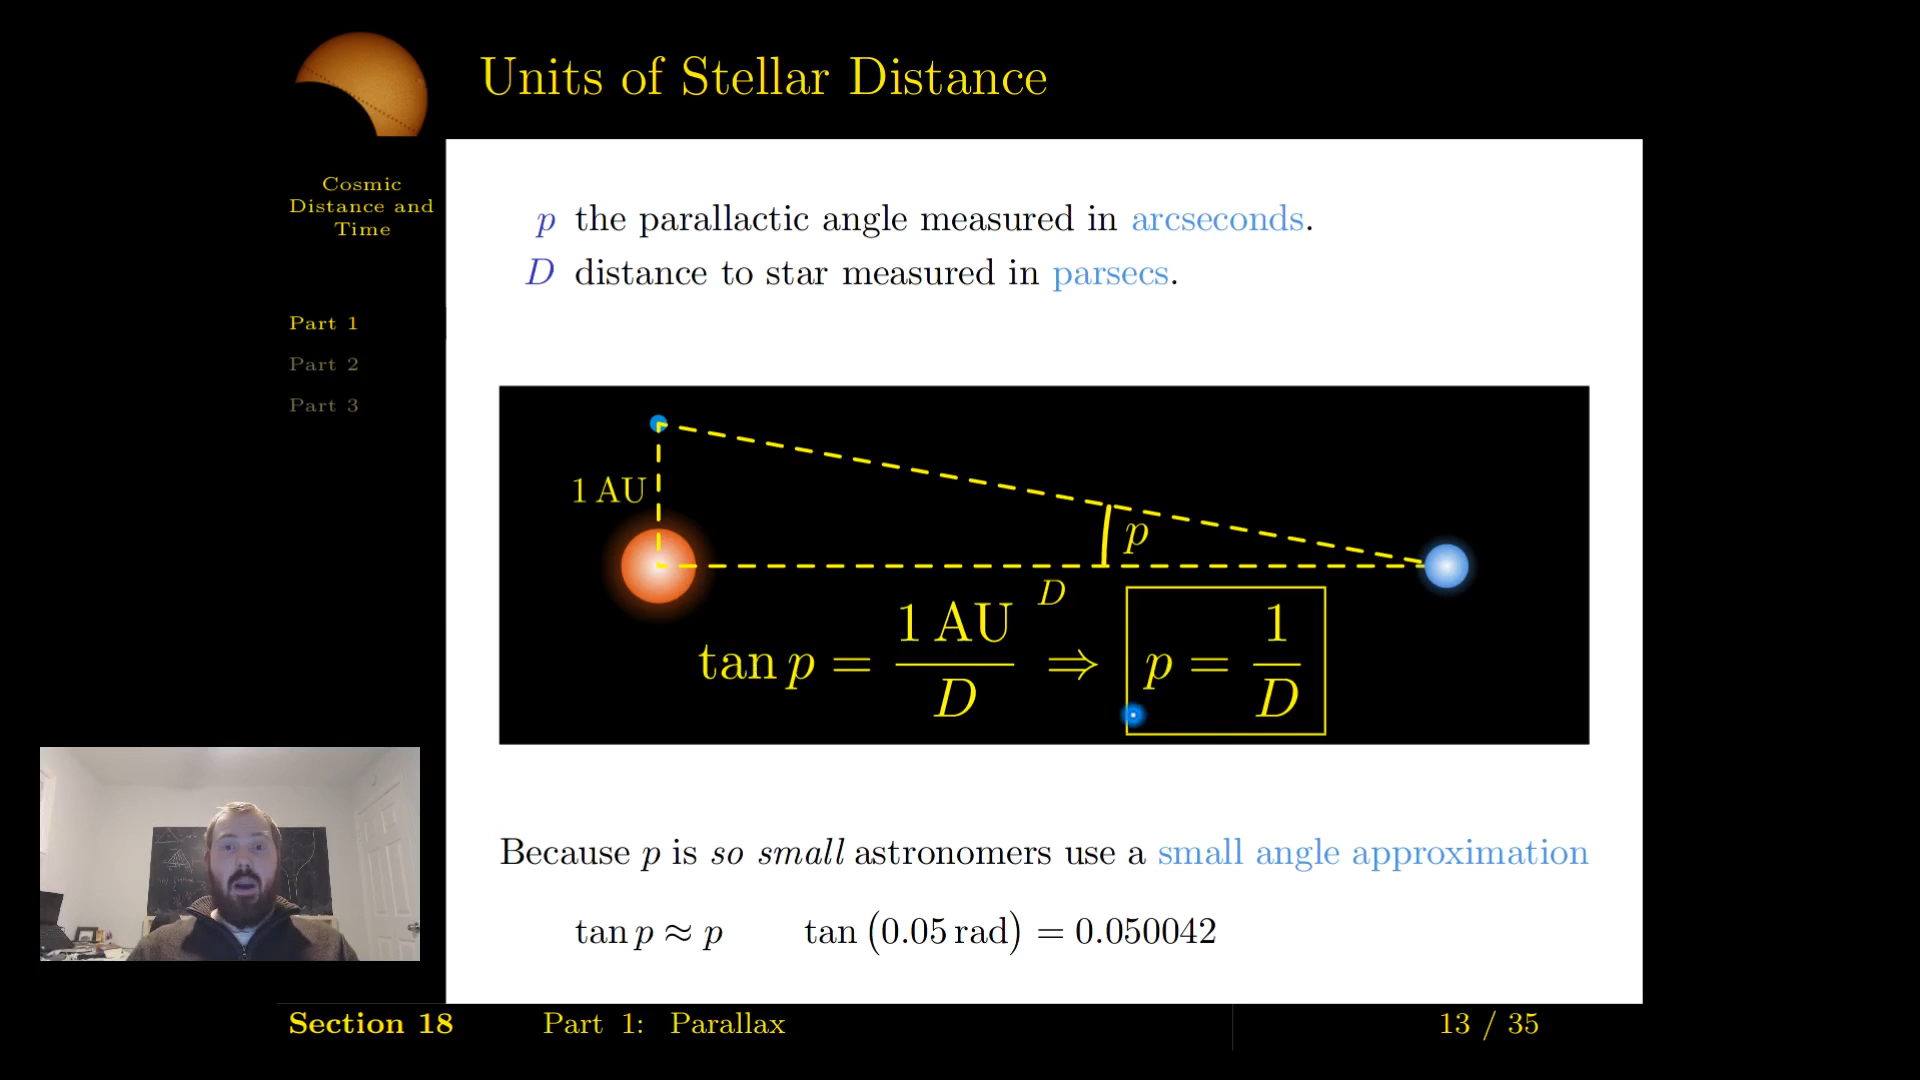 Units of Stellar Distance
Cosmic
Distance and
Time
Part 1
Part 2
Part 3
p the parallactic angle measured in arcseconds.
D distance to star measured in parsecs.
1 AU
p
D
tan p = 1 AU / D ⇒ p = 1 / D
Because p is so small astronomers use a small angle approximation
tan p ≈ p tan (0.05 rad) = 0.050042
Section 18 Part 1: Parallax 13 / 35